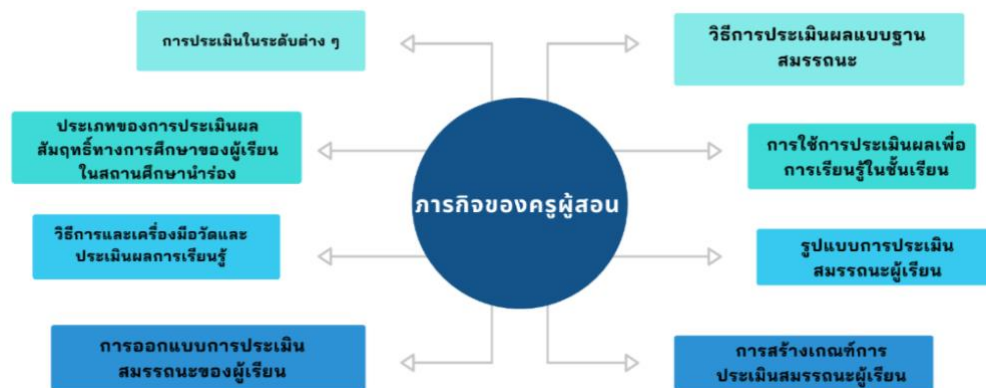 การประเมินในระดับต่าง ๆ
วิธีการประเมินผลแบบฐาน
สมรรถนะ
ประเภทของการประเมินผล
สัมฤทธิ์ทางการศึกษาของผู้เรียน
ในสถานศึกษานำร่อง
การใช้การประเมินผลเพื่อ
การเรียนรู้ในชั้นเรียน
ภารกิจของครูผู้สอน
วิธีการและเครื่องมือวัดและ
ประเมินผลการเรียนรู้
รูปแบบการประเมิน
สมรรถนะผู้เรียน
การออกแบบการประเมิน
สมรรถนะของผู้เรียน
การสร้างเกณฑ์การ
ประเมินสมรรถนะผู้เรียน